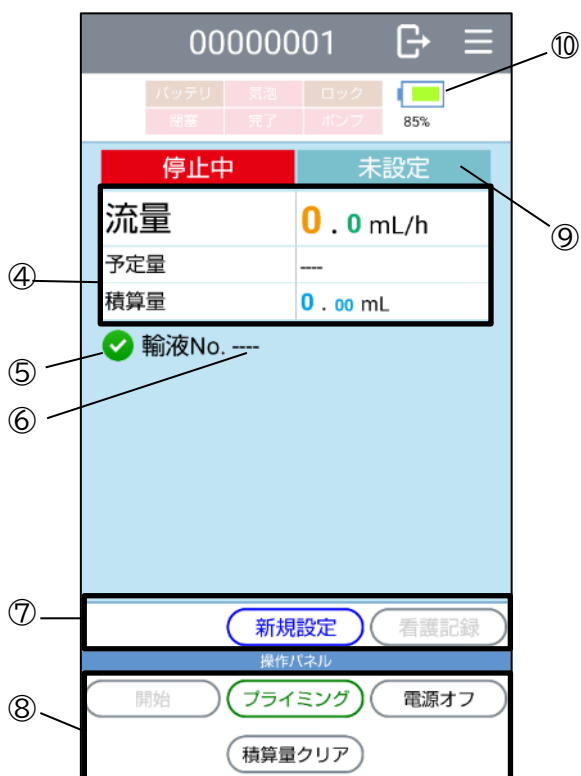 00000001
⑩
バッテリ 気泡 ロック
閉塞 完了 ポンプ
85%
停止中 未設定
⑨
流量 0.0 mL/h
④
予定量 ----
積算量 0.00 mL
⑤
輸液No. ----
⑥
⑦
新規設定 看護記録
操作パネル
⑧
開始 プライミング 電源オフ
積算量クリア